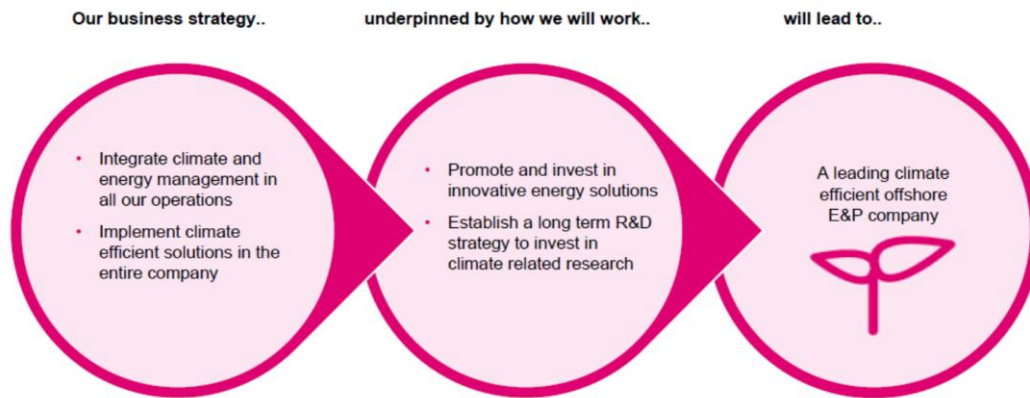 Our business strategy..
underpinned by how we will work..
will lead to..
• Integrate climate and
energy management in
all our operations
• Implement climate
efficient solutions in the
entire company
• Promote and invest in
innovative energy solutions
• Establish a long term R&D
strategy to invest in
climate related research
A leading climate
efficient offshore
E&P company